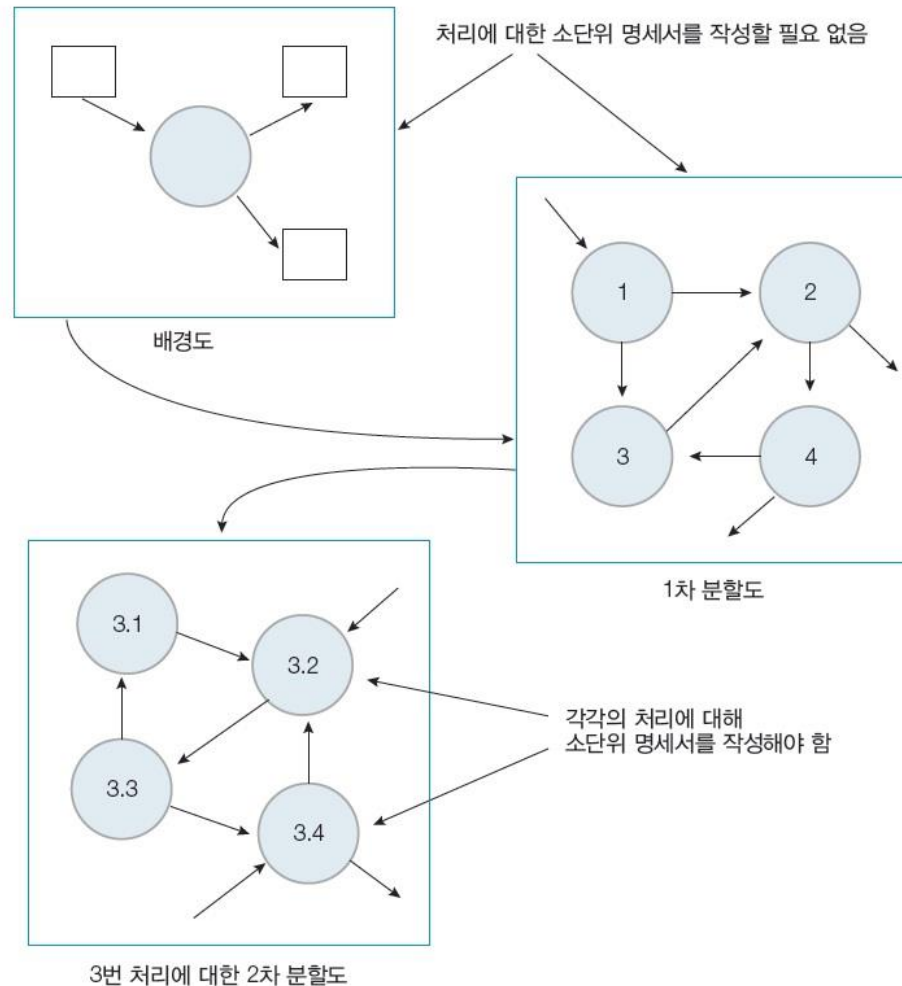 처리에 대한 소단위 명세서를 작성할 필요 없음
배경도
1
2
3
4
1차 분할도
3.1
3.2
3.3
3.4
각각의 처리에 대해
소단위 명세서를 작성해야 함
3번 처리에 대한 2차 분할도